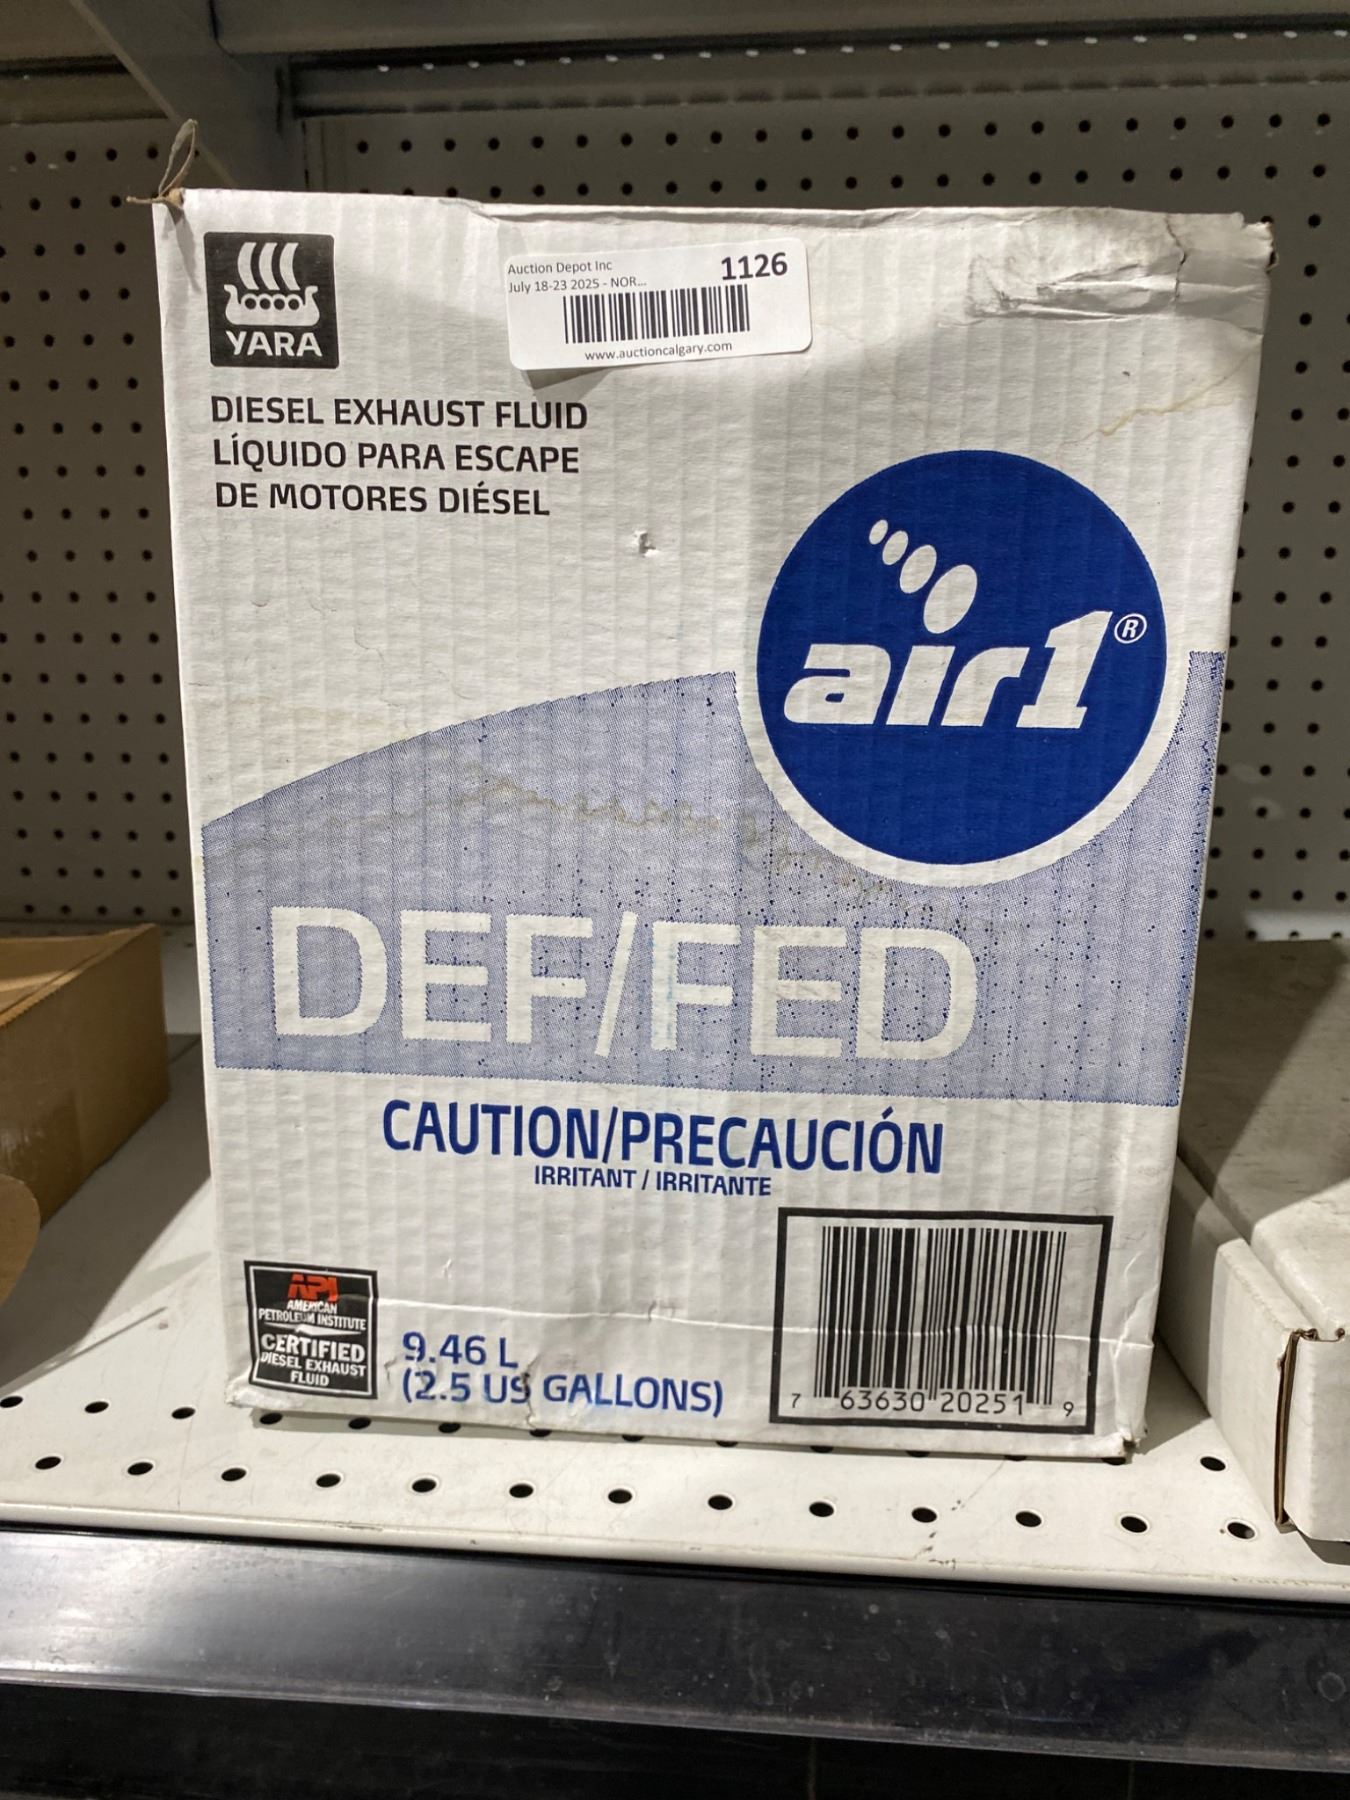 Auction Depot Inc
1126
July 18-23 2025 - NOR...
www.auctioncalgary.com
YARA
DIESEL EXHAUST FLUID
LÍQUIDO PARA ESCAPE
DE MOTORES DIÉSEL
air1®
DEF/FED
CAUTION/PRECAUCIÓN
IRRITANT / IRRITANTE
API
AMERICAN
PETROLEUM INSTITUTE
CERTIFIED
DIESEL EXHAUST
FLUID
9.46 L
(2.5 US GALLONS)
7 63630 20251 9